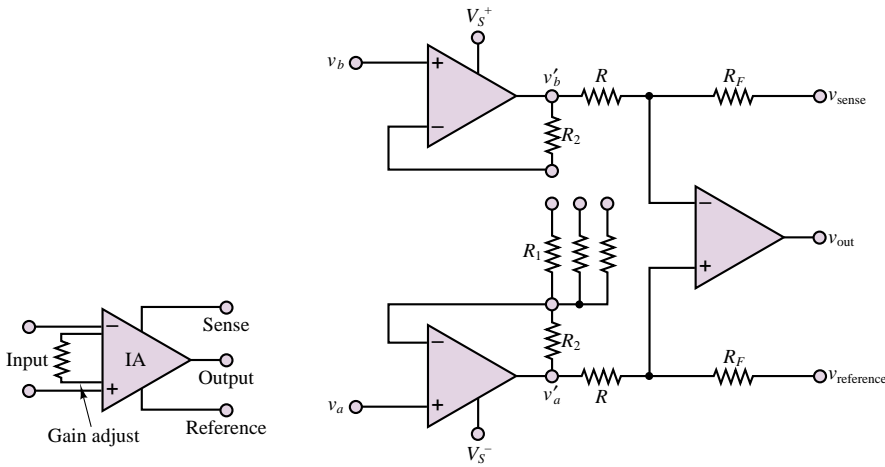 V_S^+
v_b
+
−
v'_b
R
R_F
v_sense
R_2
−
+
v_out
R_1
−
+
R_2
v_a
v'_a
R
R_F
v_reference
V_S^−
−
+
IA
Input
Sense
Output
Reference
Gain adjust